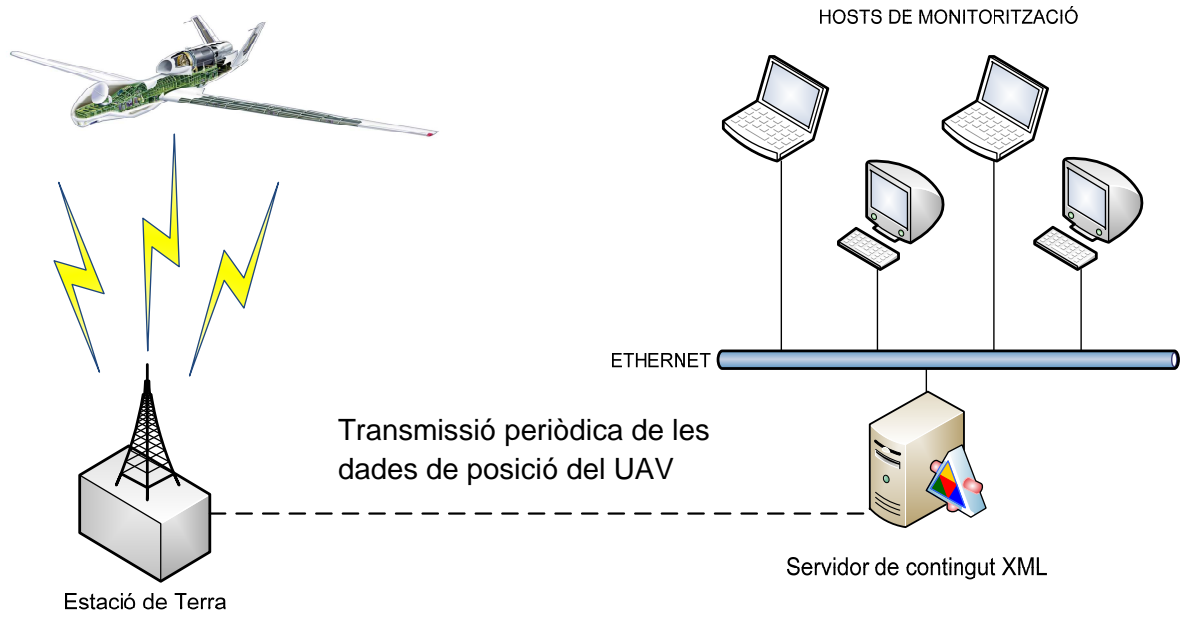 HOSTS DE MONITORITZACIÓ
ETHERNET
Transmissió periòdica de les
dades de posició del UAV
Servidor de contingut XML
Estació de Terra